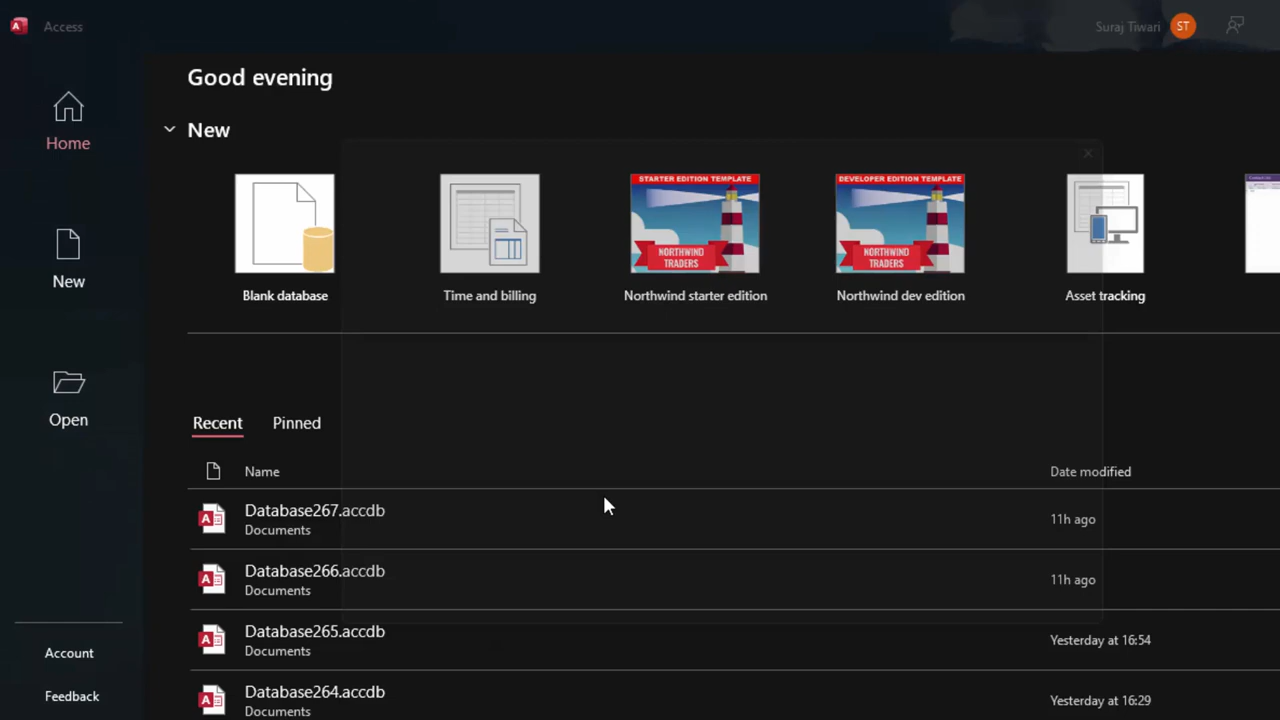 Access
Suraj Tiwari ST
Good evening
Home
New
STARTER EDITION TEMPLATE
DEVELOPER EDITION TEMPLATE
NORTHWIND
TRADERS
NORTHWIND
TRADERS
New
Blank database
Time and billing
Northwind starter edition
Northwind dev edition
Asset tracking
Open
Recent
Pinned
Name
Date modified
A
Database267.accdb
Documents
11h ago
A
Database266.accdb
Documents
11h ago
A
Database265.accdb
Documents
Yesterday at 16:54
A
Database264.accdb
Documents
Yesterday at 16:29
Account
Feedback